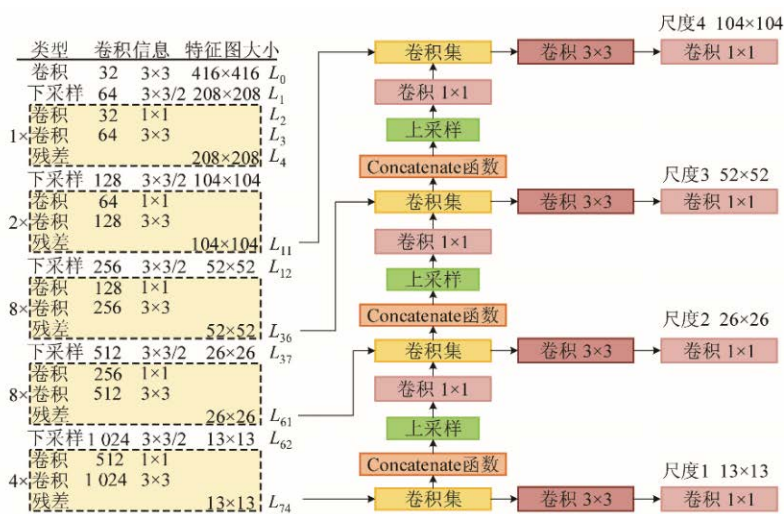 类型 卷积信息 特征图大小
卷积 32 3×3 416×416 L0
下采样 64 3×3/2 208×208 L1
卷积 32 1×1 L2
1× 卷积 64 3×3 L3
残差 208×208 L4
下采样 128 3×3/2 104×104
卷积 64 1×1
2× 卷积 128 3×3
残差 104×104 L11
下采样 256 3×3/2 52×52 L12
卷积 128 1×1
8× 卷积 256 3×3
残差 52×52 L36
下采样 512 3×3/2 26×26 L37
卷积 256 1×1
8× 卷积 512 3×3
残差 26×26 L61
下采样 1 024 3×3/2 13×13 L62
卷积 512 1×1
4× 卷积 1 024 3×3
残差 13×13 L74
尺度4 104×104
卷积集 卷积 3×3 卷积 1×1
卷积 1×1
上采样
Concatenate函数
尺度3 52×52
卷积集 卷积 3×3 卷积 1×1
卷积 1×1
上采样
Concatenate函数
尺度2 26×26
卷积集 卷积 3×3 卷积 1×1
卷积 1×1
上采样
Concatenate函数
尺度1 13×13
卷积集 卷积 3×3 卷积 1×1